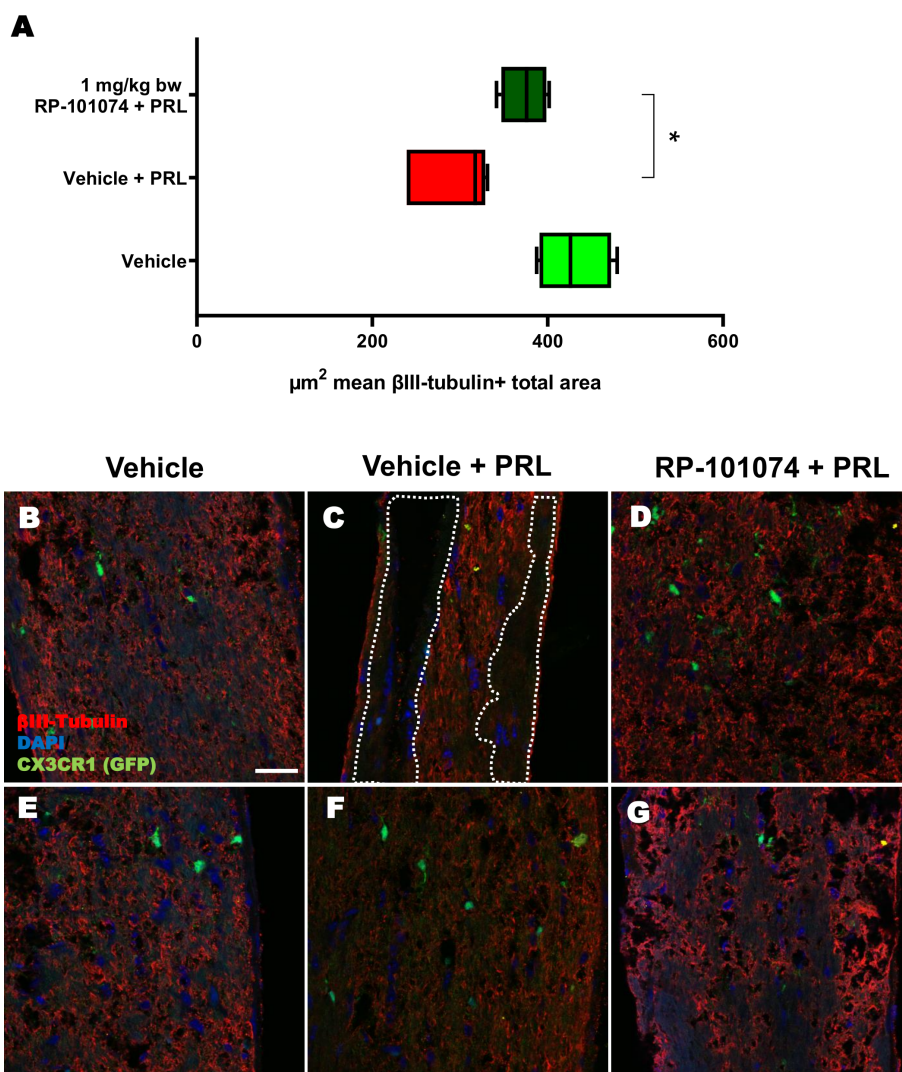 A
1 mg/kg bw
RP-101074 + PRL
Vehicle + PRL
Vehicle
*
0 200 400 600
µm² mean βIII-tubulin+ total area
Vehicle Vehicle + PRL RP-101074 + PRL
B C D
βIII-Tubulin
DAPI
CX3CR1 (GFP)
E F G